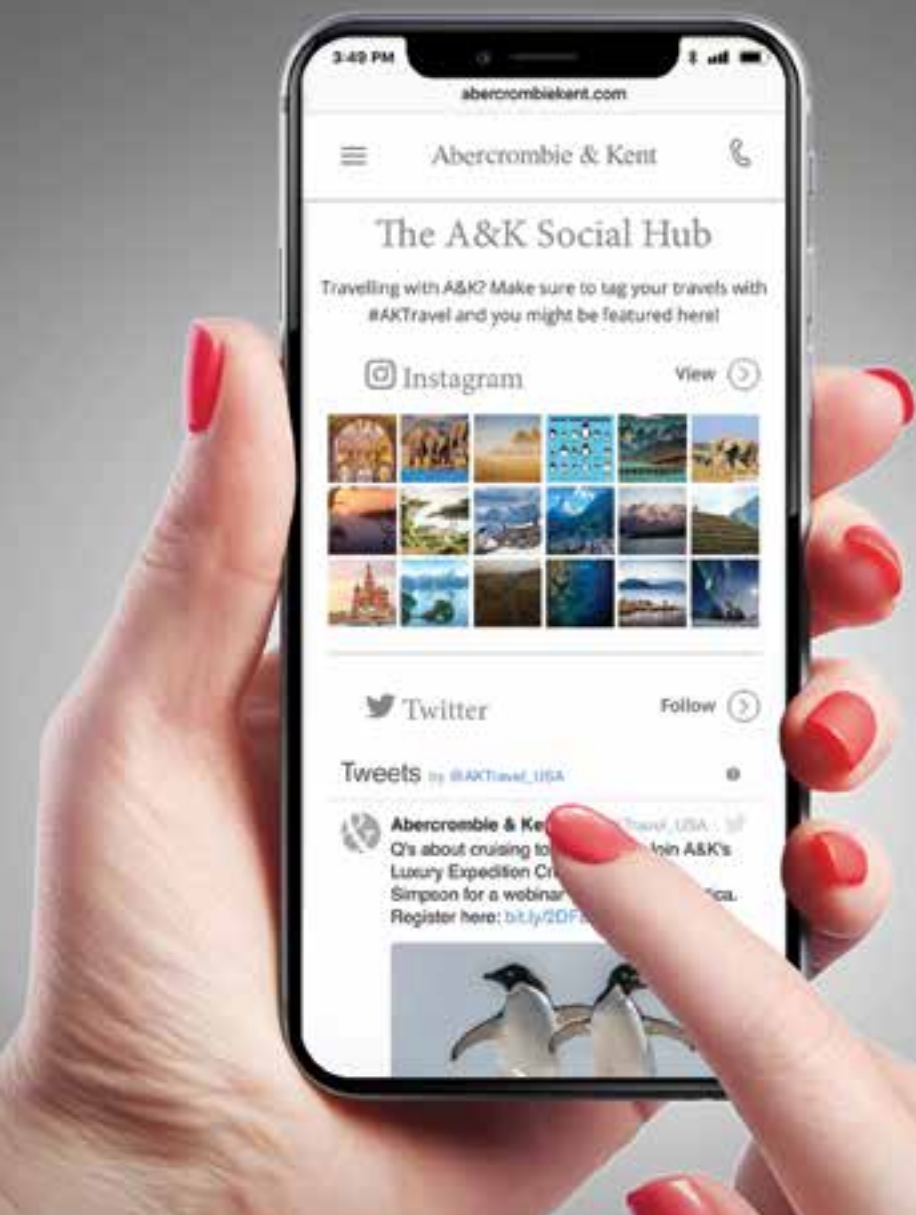 3:49 PM
abercrombiekent.com
Abercrombie & Kent
The A&K Social Hub
Travelling with A&K? Make sure to tag your travels with
#AKTravel and you might be featured here!
Instagram
View
Twitter
Follow
Tweets by @AKTravel_USA
Abercrombie & Ke Travel_USA
Q's about cruising to Join A&K's
Luxury Expedition
Simpson for a webinar
Register here: bit.ly/2DF